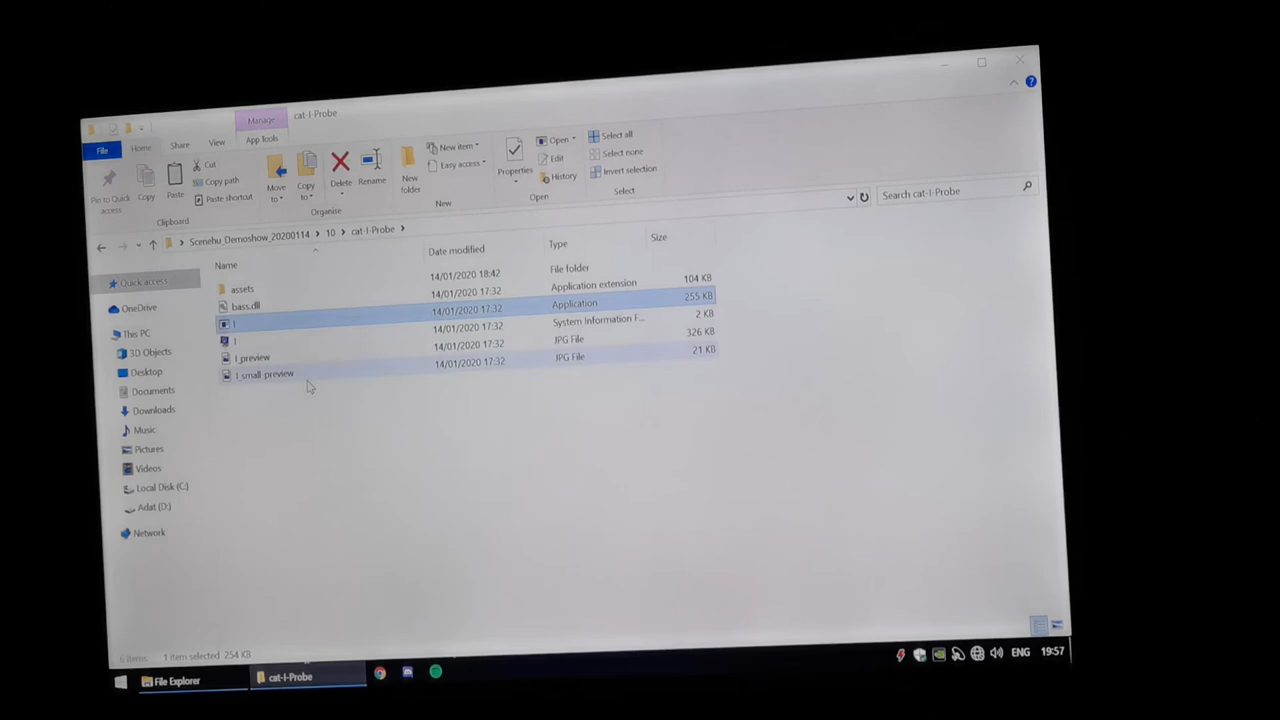 Manage
cat-I-Probe
File
Home
Share
View
App Tools
Pin to Quick
access
Copy
Paste
Cut
Copy path
Paste shortcut
Clipboard
Move
to
Copy
to
Delete
Rename
Organise
New
folder
New item
Easy access
New
Properties
Open
Edit
History
Open
Select all
Select none
Invert selection
Select
Scenehu_Demoshow_20200114 > 10 > cat-I-Probe >
Search cat-I-Probe
Name
Date modified
Type
Size
assets
14/01/2020 18:42
File folder
bass.dll
14/01/2020 17:32
Application extension
104 KB
I
14/01/2020 17:32
Application
255 KB
I
14/01/2020 17:32
System Information F...
2 KB
I_preview
14/01/2020 17:32
JPG File
326 KB
I_small-preview
14/01/2020 17:32
JPG File
21 KB
Quick access
OneDrive
This PC
3D Objects
Desktop
Documents
Downloads
Music
Pictures
Videos
Local Disk (C:)
Adat (D:)
Network
6 items
1 item selected 254 KB
File Explorer
cat-I-Probe
ENG
19:57